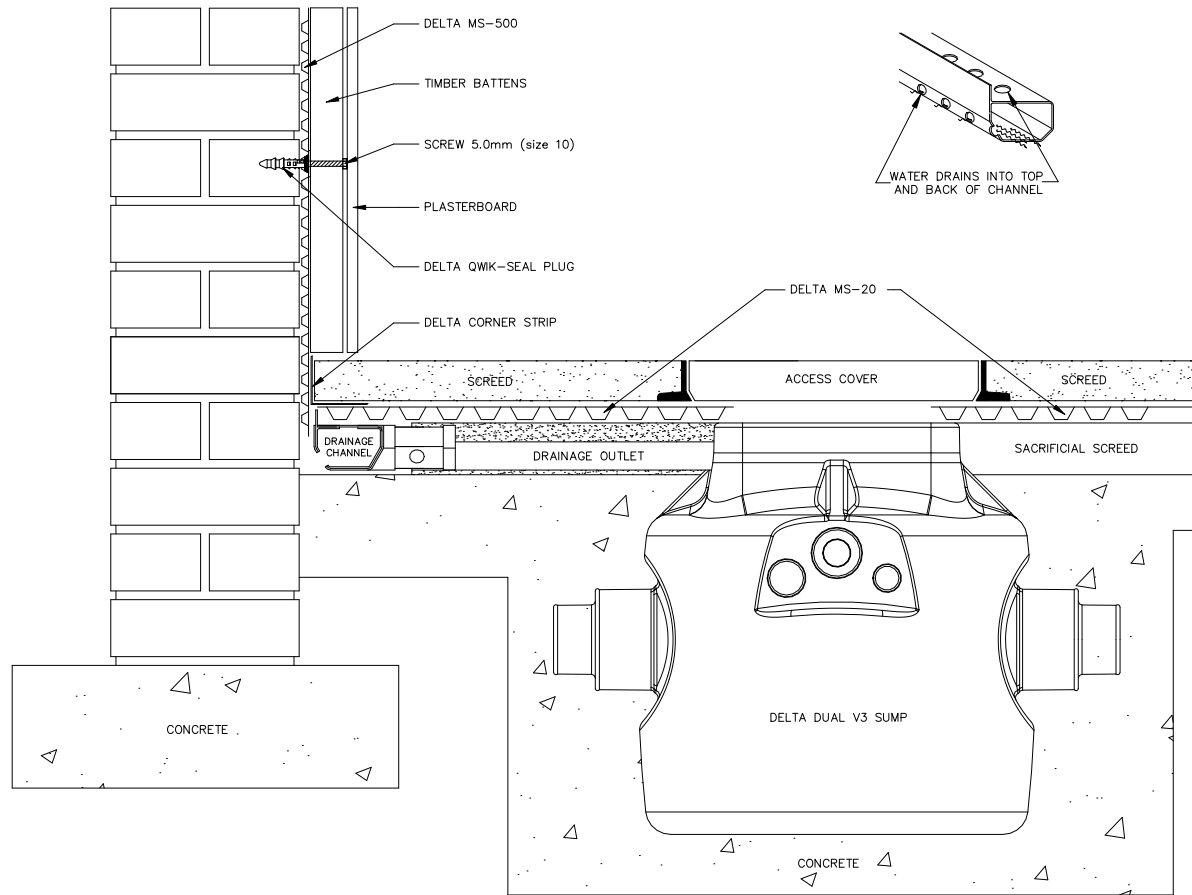 DELTA MS-500
TIMBER BATTENS
SCREW 5.0mm (size 10)
PLASTERBOARD
DELTA QWIK-SEAL PLUG
DELTA CORNER STRIP
WATER DRAINS INTO TOP
AND BACK OF CHANNEL
DELTA MS-20
SCREED
ACCESS COVER
SCREED
DRAINAGE
CHANNEL
DRAINAGE OUTLET
SACRIFICIAL SCREED
DELTA DUAL V3 SUMP
CONCRETE
CONCRETE